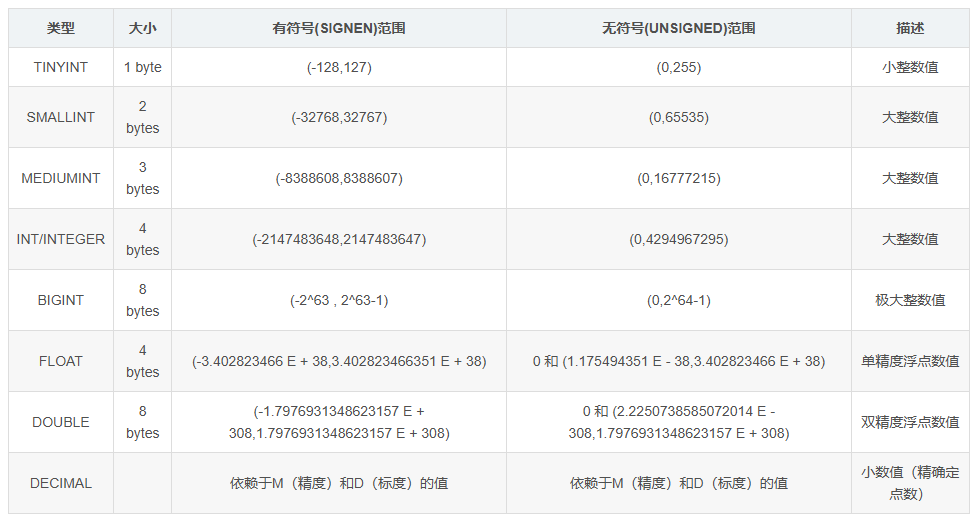 类型 大小 有符号(SIGNEN)范围 无符号(UNSIGNED)范围 描述
TINYINT 1 byte (-128,127) (0,255) 小整数值
SMALLINT 2 bytes (-32768,32767) (0,65535) 大整数值
MEDIUMINT 3 bytes (-8388608,8388607) (0,16777215) 大整数值
INT/INTEGER 4 bytes (-2147483648,2147483647) (0,4294967295) 大整数值
BIGINT 8 bytes (-2^63 , 2^63-1) (0,2^64-1) 极大整数值
FLOAT 4 bytes (-3.402823466 E + 38,3.402823466351 E + 38) 0 和 (1.175494351 E - 38,3.402823466 E + 38) 单精度浮点数值
DOUBLE 8 bytes (-1.7976931348623157 E + 308,1.7976931348623157 E + 308) 0 和 (2.2250738585072014 E - 308,1.7976931348623157 E + 308) 双精度浮点数值
DECIMAL 依赖于M（精度）和D（标度）的值 依赖于M（精度）和D（标度）的值 小数值（精确定点数）